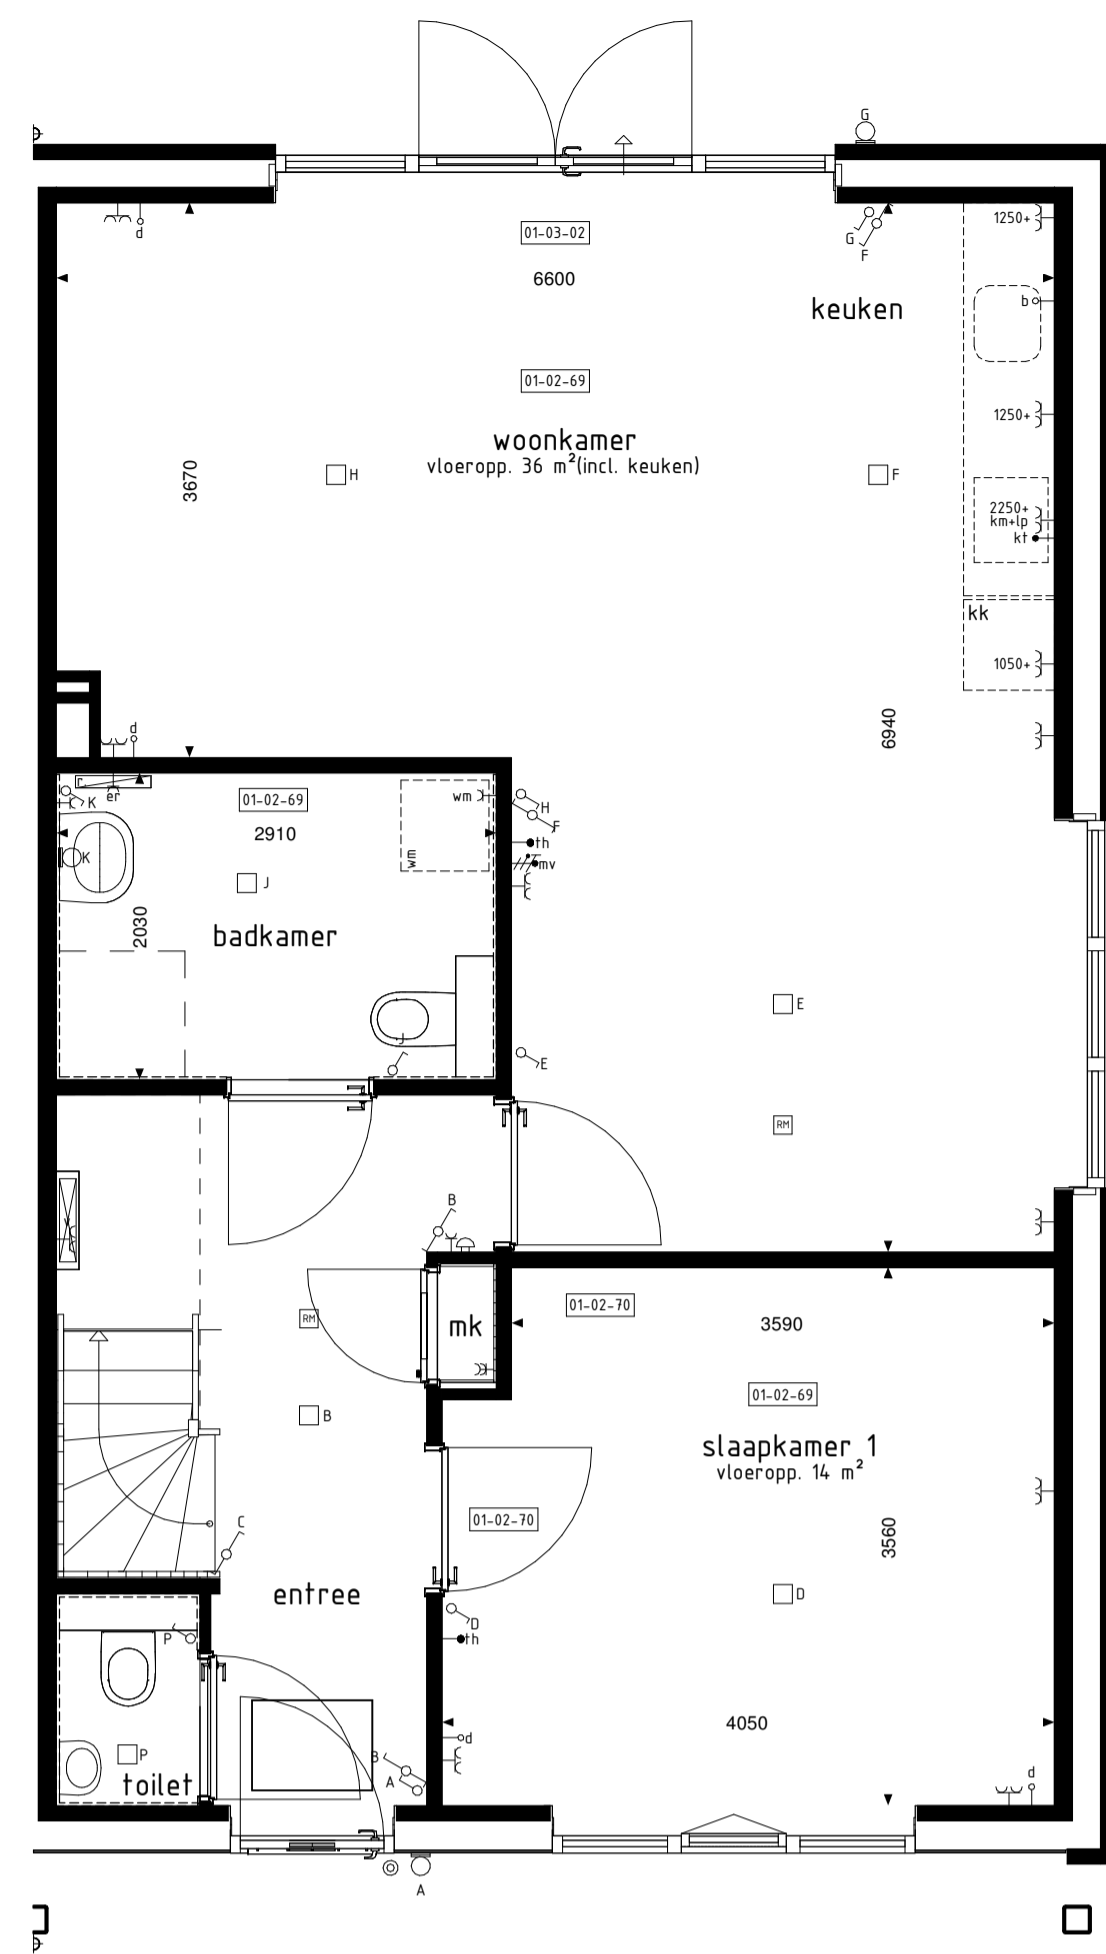 G
1250+
d
01-03-02
G
F
6600
b
keuken
01-02-69
1250+
woonkamer
vloeropp. 36 m²(incl. keuken)
3670
H
F
2250+
km+lp
kt
kk
1050+
d
6940
er
K
01-02-69
wm
H
2910
F
th
K
wm
mv
J
2030
badkamer
E
J
E
RM
B
RM
mk
01-02-70
3590
B
01-02-69
slaapkamer 1
vloeropp. 14 m²
01-02-70
C
3560
entree
D
D
P
th
4050
d
P
B
toilet
A
d
A